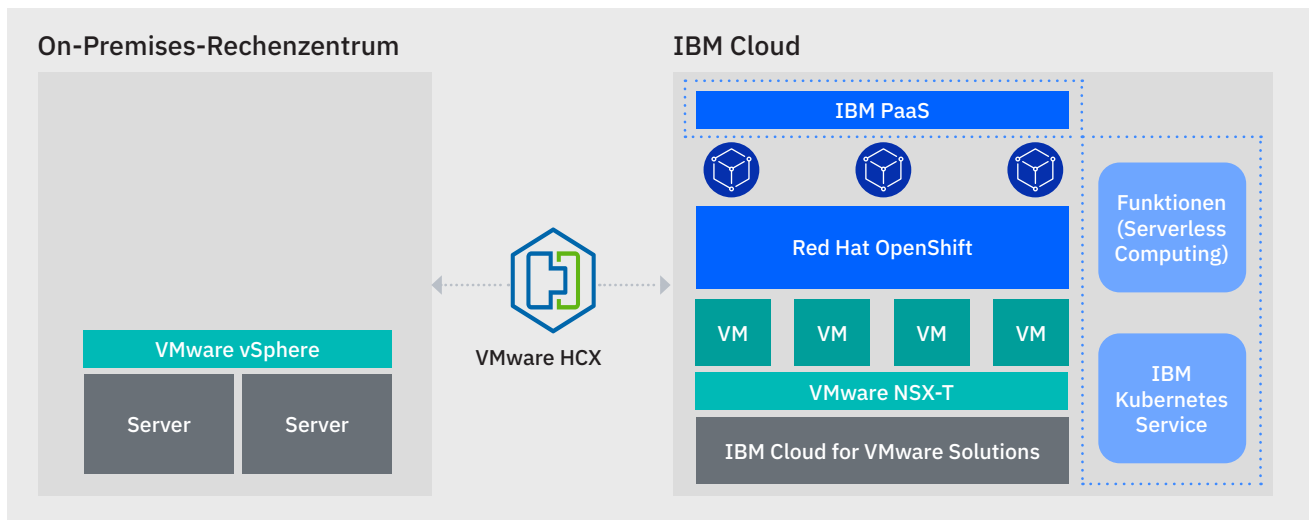 On-Premises-Rechenzentrum
VMware vSphere
Server
Server
VMware HCX
IBM Cloud
IBM PaaS
Red Hat OpenShift
VM
VM
VM
VM
VMware NSX-T
IBM Cloud for VMware Solutions
Funktionen
(Serverless
Computing)
IBM
Kubernetes
Service